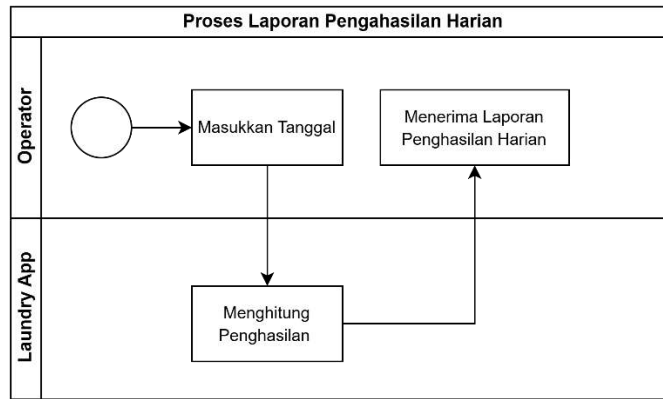 Proses Laporan Pengahasilan Harian
Operator
Masukkan Tanggal
Menerima Laporan
Penghasilan Harian
Laundry App
Menghitung
Penghasilan